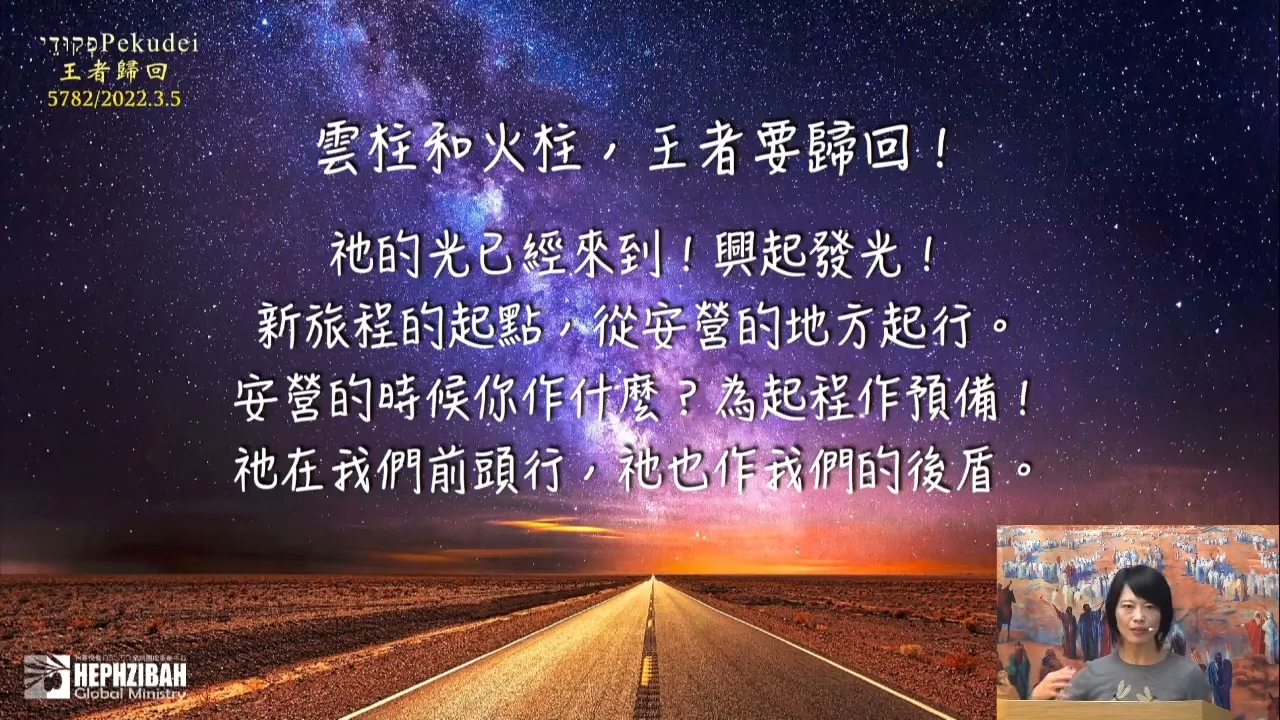 פְקוּדֵיPekudei
王者歸回
5782/2022.3.5
雲柱和火柱，王者要歸回！
祂的光已經來到！興起發光！
新旅程的起點，從安營的地方起行。
安營的時候你作什麼？為起程作預備！
祂在我們前頭行，祂也作我們的後盾。
HEPHZIBAH
Global Ministry